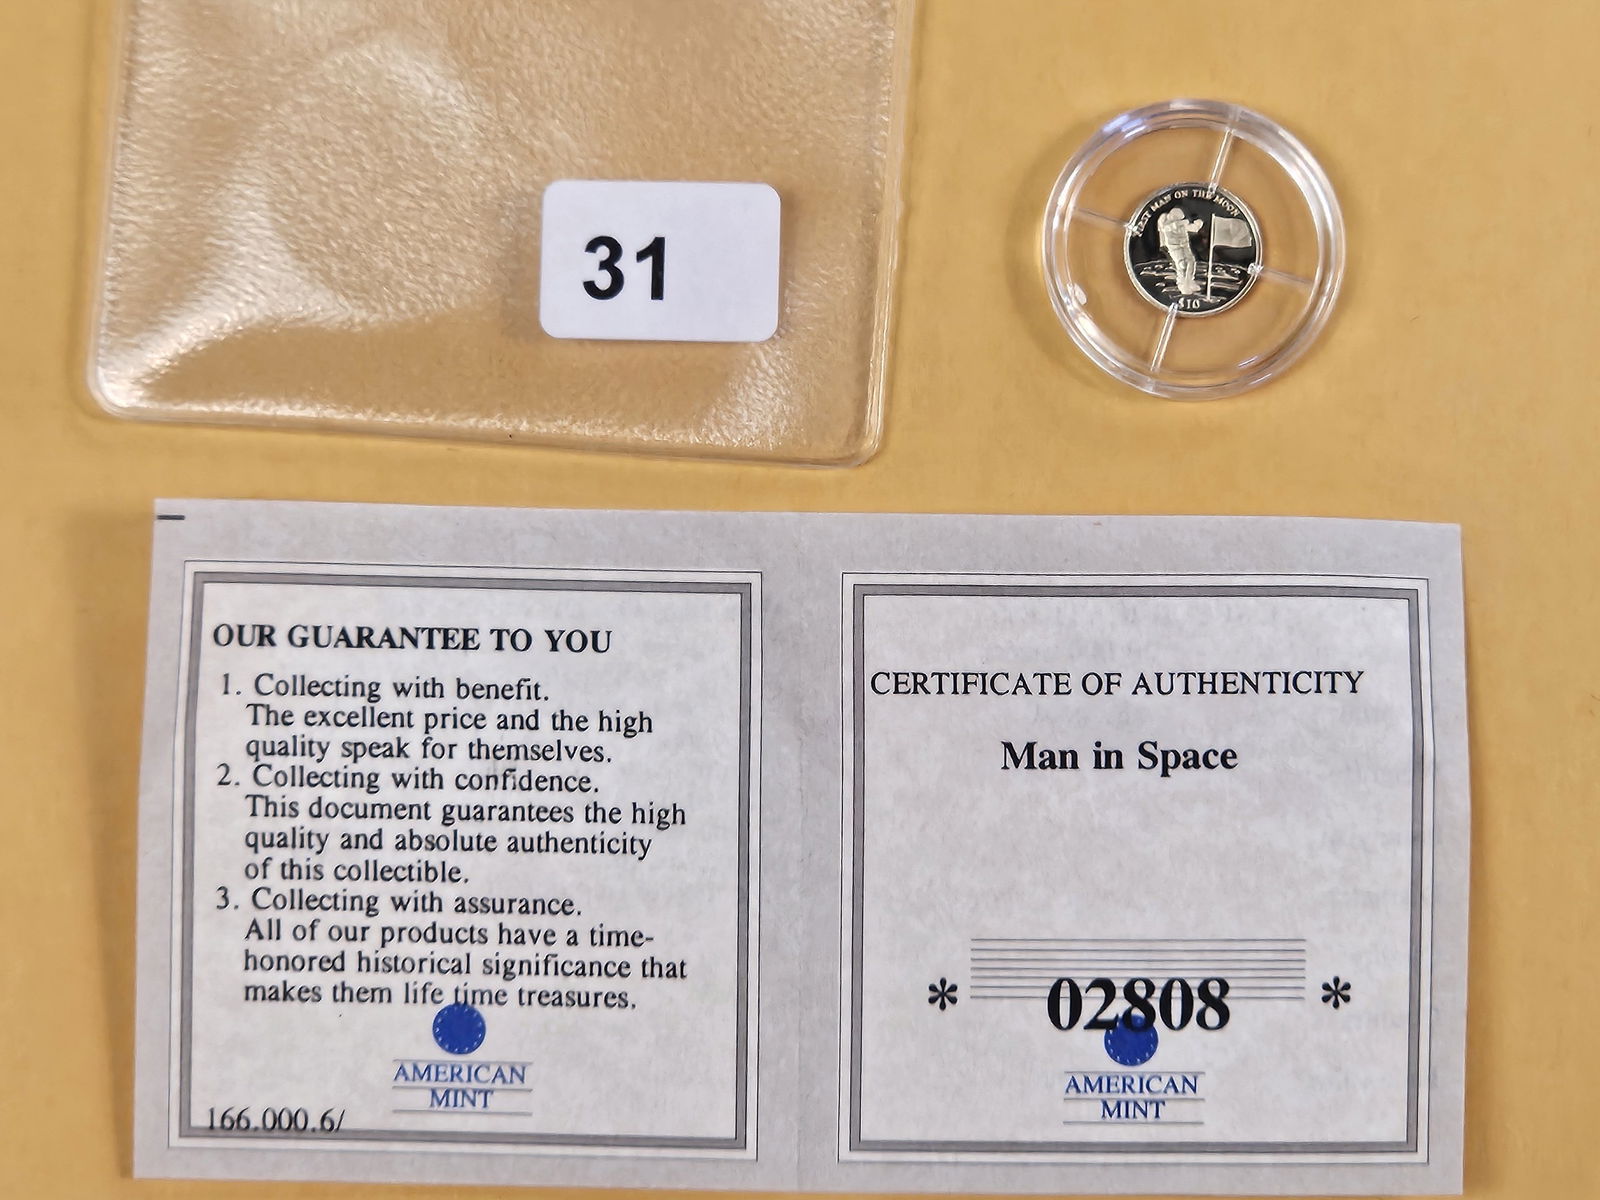 31
FIRST MAN ON THE MOON
$10
OUR GUARANTEE TO YOU
1. Collecting with benefit.
The excellent price and the high
quality speak for themselves.
2. Collecting with confidence.
This document guarantees the high
quality and absolute authenticity
of this collectible.
3. Collecting with assurance.
All of our products have a time-
honored historical significance that
makes them life time treasures.
AMERICAN
MINT
166.000.6/
CERTIFICATE OF AUTHENTICITY
Man in Space
* 02808 *
AMERICAN
MINT